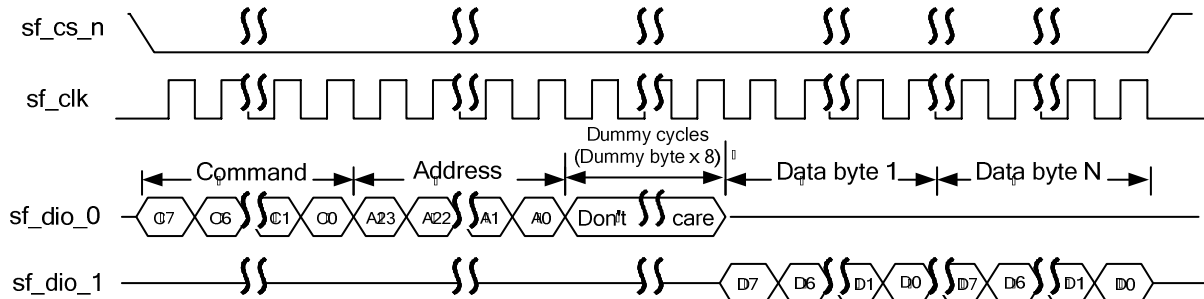 sf_cs_n
sf_clk
Dummy cycles
(Dummy byte x 8)
Command
Address
Data byte 1
Data byte N
sf_dio_0
C7
C6
C1
C0
A23
A22
A1
A0
Don't
care
sf_dio_1
D7
D6
D1
D0
D7
D6
D1
D0